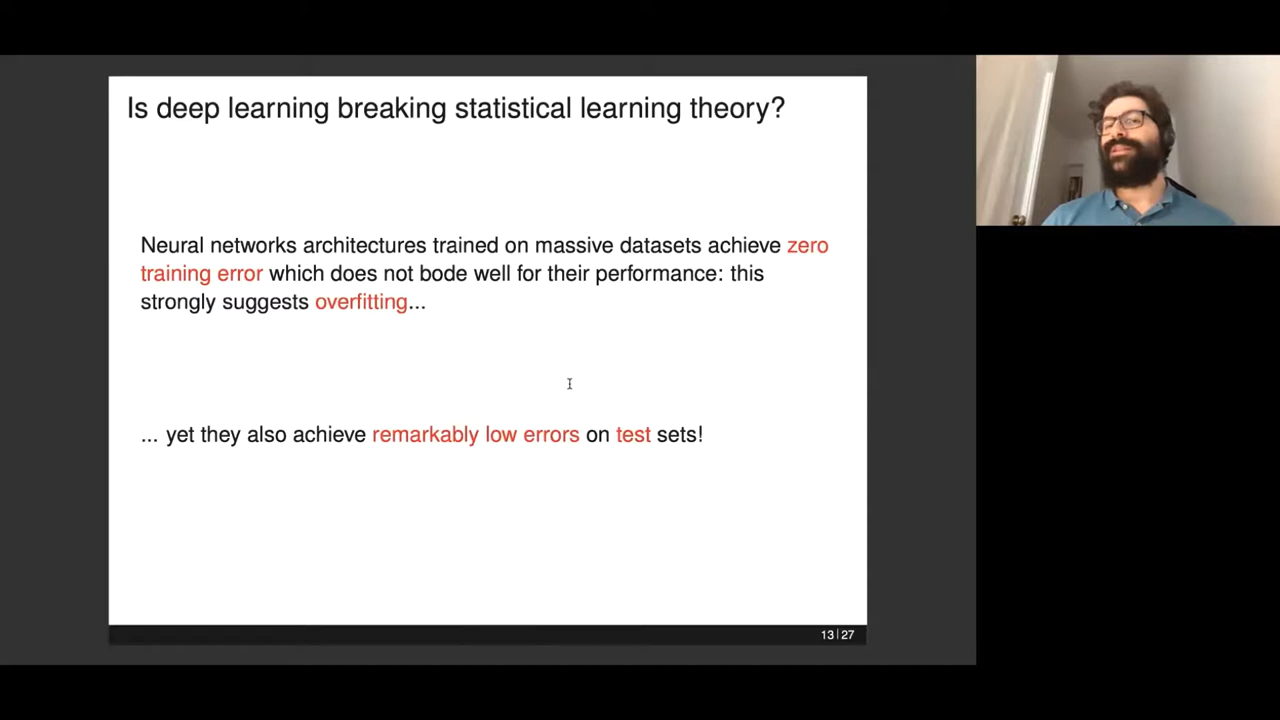 Is deep learning breaking statistical learning theory?
Neural networks architectures trained on massive datasets achieve zero
training error which does not bode well for their performance: this
strongly suggests overfitting...
... yet they also achieve remarkably low errors on test sets!
13|27